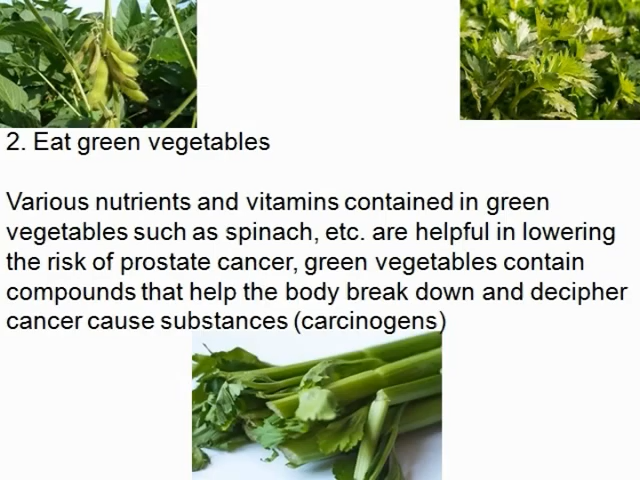 2. Eat green vegetables
Various nutrients and vitamins contained in green
vegetables such as spinach, etc. are helpful in lowering
the risk of prostate cancer, green vegetables contain
compounds that help the body break down and decipher
cancer cause substances (carcinogens)